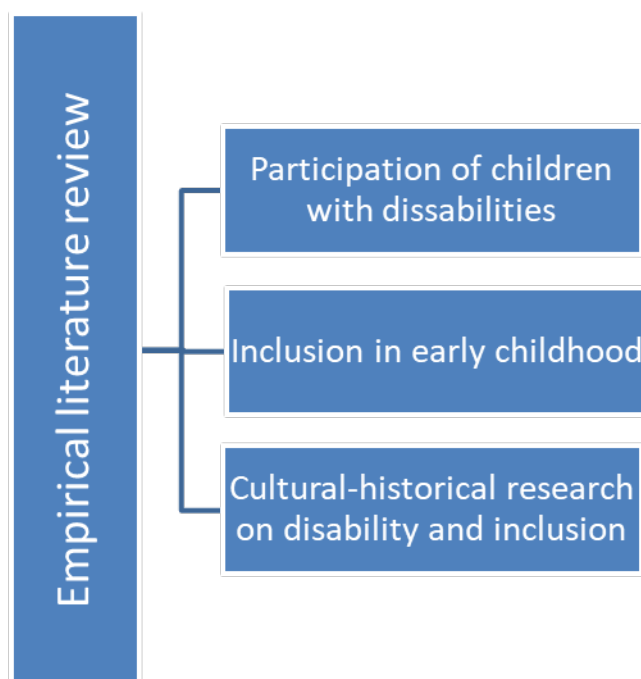 Empirical literature review
Participation of children
with dissabilities
Inclusion in early childhood
Cultural-historical research
on disability and inclusion